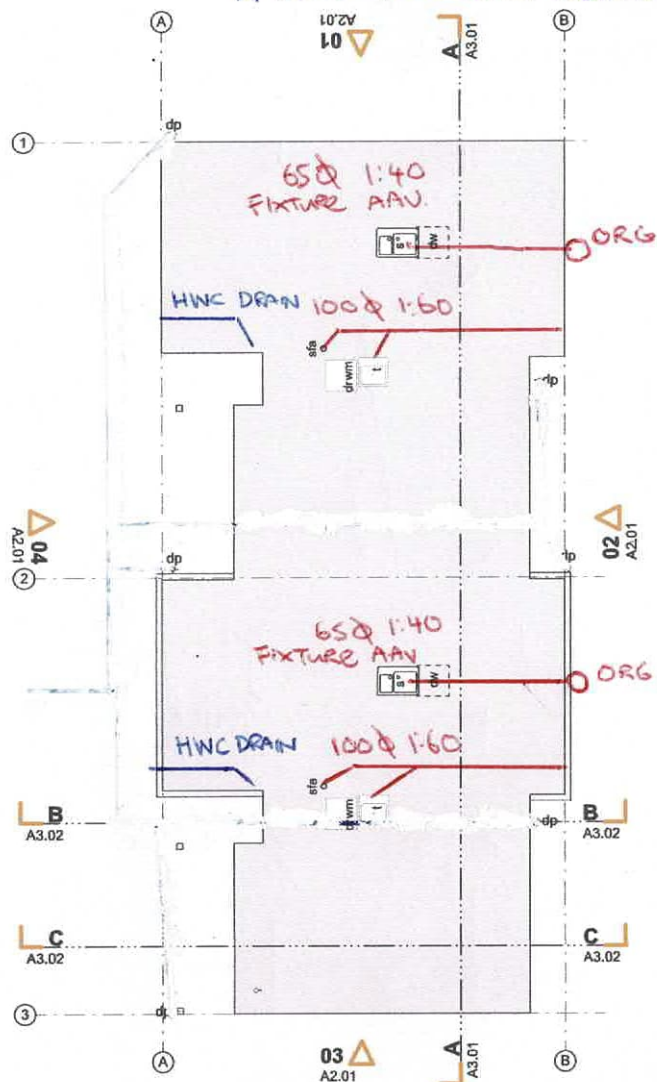 A
B
A2.01
01
A
A3.01
dp
1
65Ø 1:40
FIXTURE AAV.
s°
dw
ORG
HWC DRAIN
100Ø 1:60
sfa
drwm
t
dp
04
A2.01
02
A2.01
dp
dp
2
65Ø 1:40
FIXTURE AAV
s°
dw
ORG
HWC DRAIN
100Ø 1:60
sfa
drwm
t
dp
B
A3.02
B
A3.02
C
A3.02
C
A3.02
3
A
03
A2.01
A
A3.01
B